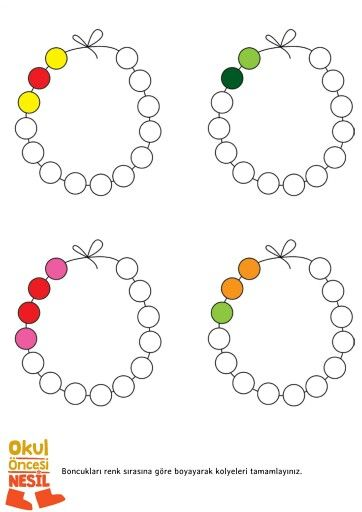 Okul
Öncesi
NESİL
Boncukları renk sırasına göre boyayarak kolyeleri tamamlayınız.